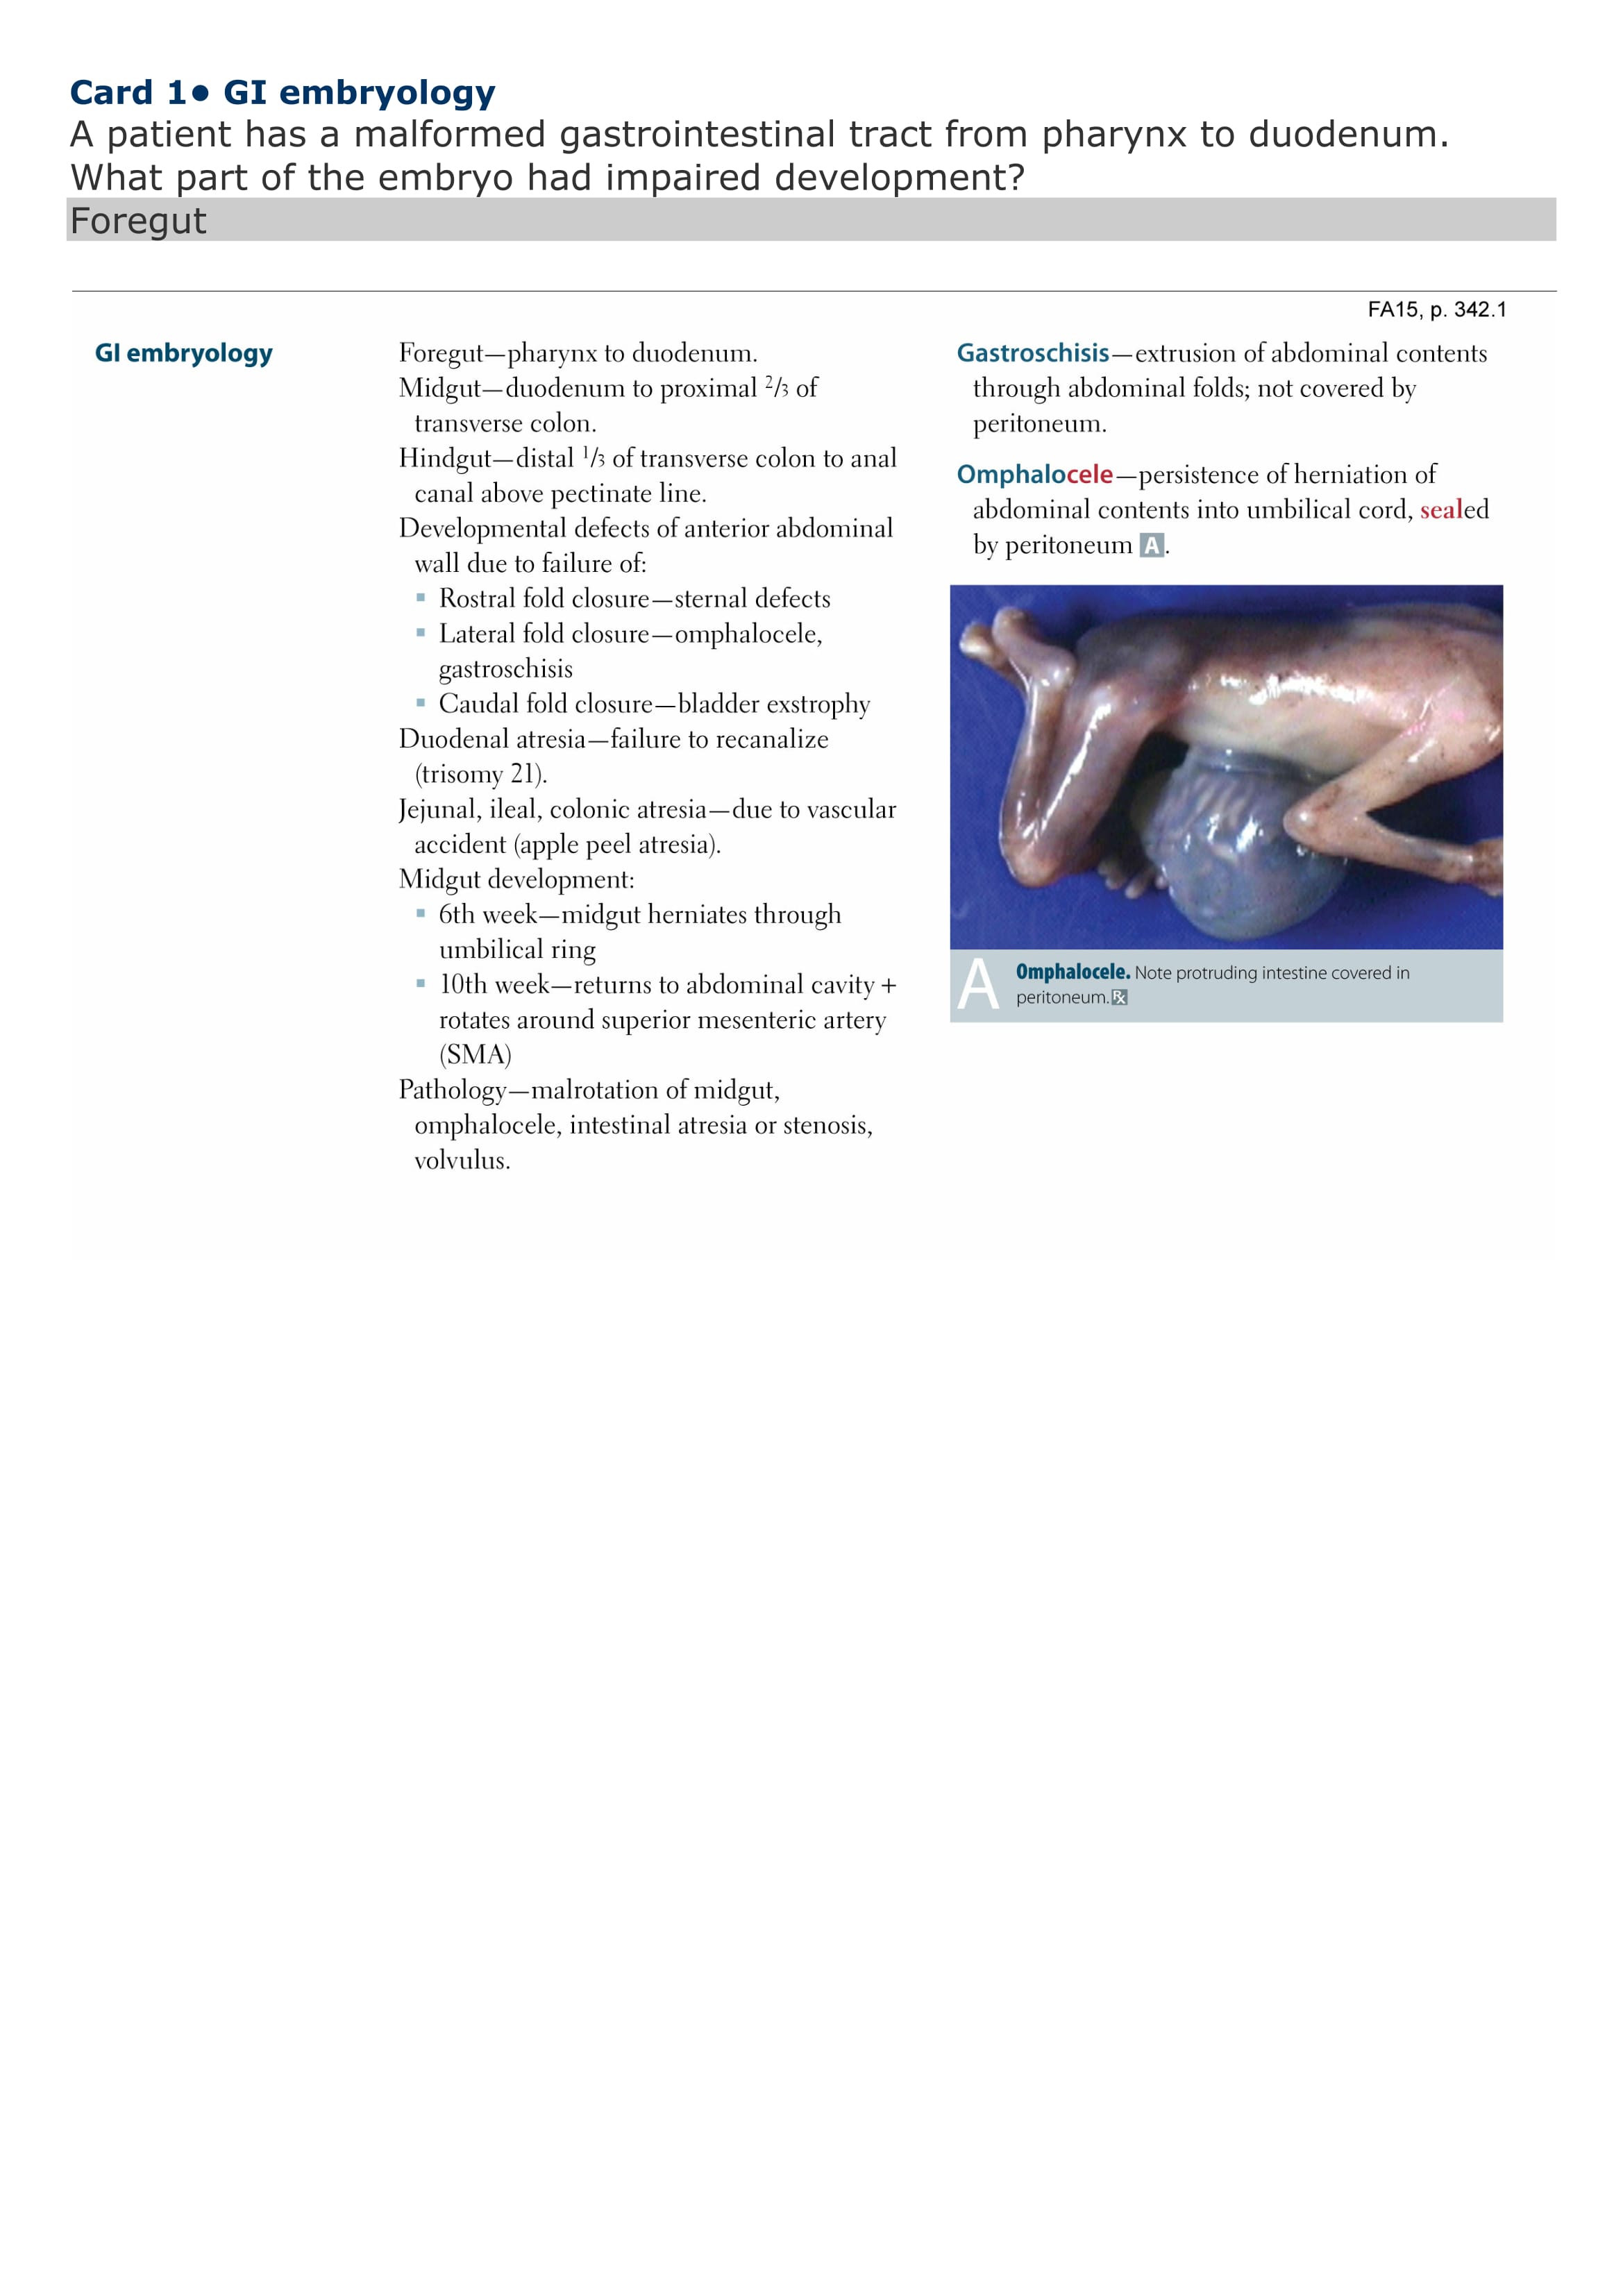 Card 1• GI embryology
A patient has a malformed gastrointestinal tract from pharynx to duodenum.
What part of the embryo had impaired development?
Foregut
FA15, p. 342.1
GI embryology
Foregut—pharynx to duodenum.
Midgut—duodenum to proximal 2/3 of
transverse colon.
Hindgut—distal 1/3 of transverse colon to anal
canal above pectinate line.
Developmental defects of anterior abdominal
wall due to failure of:
▪ Rostral fold closure—sternal defects
▪ Lateral fold closure—omphalocele,
gastroschisis
▪ Caudal fold closure—bladder exstrophy
Duodenal atresia—failure to recanalize
(trisomy 21).
Jejunal, ileal, colonic atresia—due to vascular
accident (apple peel atresia).
Midgut development:
▪ 6th week—midgut herniates through
umbilical ring
▪ 10th week—returns to abdominal cavity +
rotates around superior mesenteric artery
(SMA)
Pathology—malrotation of midgut,
omphalocele, intestinal atresia or stenosis,
volvulus.
Gastroschisis—extrusion of abdominal contents
through abdominal folds; not covered by
peritoneum.
Omphalocele—persistence of herniation of
abdominal contents into umbilical cord, sealed
by peritoneum A.
A
Omphalocele. Note protruding intestine covered in
peritoneum. Rx